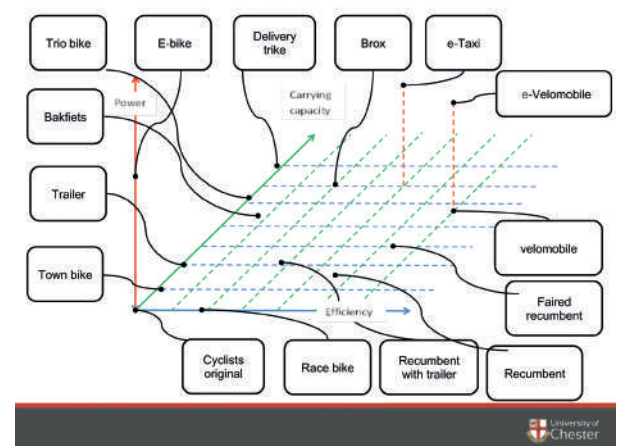 Trio bike
E-bike
Delivery
trike
Brox
e-Taxi
e-Velomobile
Power
Carrying
capacity
Bakfiets
Trailer
Town bike
velomobile
Faired
recumbent
Efficiency
Cyclists
original
Race bike
Recumbent
with trailer
Recumbent
University of
Chester